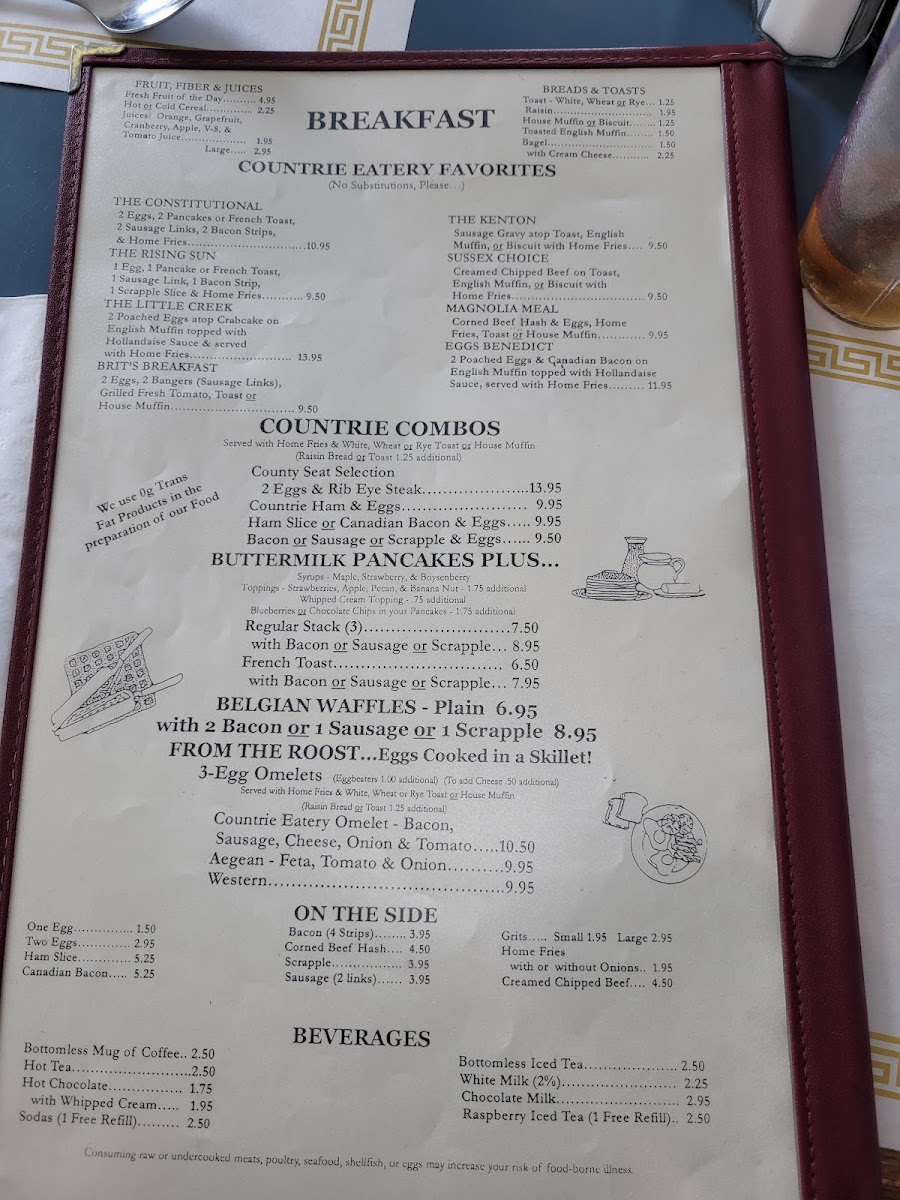 FRUIT, FIBER & JUICES
Fresh Fruit of the Day.......... 4.95
Hot or Cold Cereal.............. 2.25
Juices: Orange, Grapefruit,
Cranberry, Apple, V-8, &
Tomato Juice.................. 1.95
Large..... 2.95
BREAKFAST
BREADS & TOASTS
Toast - White, Wheat or Rye... 1.25
Raisin............................ 1.95
House Muffin or Biscuit........ 1.25
Toasted English Muffin........ 1.50
Bagel.............................. 1.50
with Cream Cheese........... 2.25
COUNTRIE EATERY FAVORITES
(No Substitutions, Please...)
THE CONSTITUTIONAL
2 Eggs, 2 Pancakes or French Toast,
2 Sausage Links, 2 Bacon Strips,
& Home Fries..............................10.95
THE RISING SUN
1 Egg, 1 Pancake or French Toast,
1 Sausage Link, 1 Bacon Strip,
1 Scrapple Slice & Home Fries........... 9.50
THE LITTLE CREEK
2 Poached Eggs atop Crabcake on
English Muffin topped with
Hollandaise Sauce & served
with Home Fries.......................... 13.95
BRIT'S BREAKFAST
2 Eggs, 2 Bangers (Sausage Links),
Grilled Fresh Tomato, Toast or
House Muffin................................ 9.50
THE KENTON
Sausage Gravy atop Toast, English
Muffin, or Biscuit with Home Fries.... 9.50
SUSSEX CHOICE
Creamed Chipped Beef on Toast,
English Muffin, or Biscuit with
Home Fries................................... 9.50
MAGNOLIA MEAL
Corned Beef Hash & Eggs, Home
Fries, Toast or House Muffin............. 9.95
EGGS BENEDICT
2 Poached Eggs & Canadian Bacon on
English Muffin topped with Hollandaise
Sauce, served with Home Fries......... 11.95
COUNTRIE COMBOS
Served with Home Fries & White, Wheat or Rye Toast or House Muffin
(Raisin Bread or Toast 1.25 additional)
County Seat Selection
2 Eggs & Rib Eye Steak.....................13.95
Countrie Ham & Eggs......................... 9.95
Ham Slice or Canadian Bacon & Eggs..... 9.95
Bacon or Sausage or Scrapple & Eggs...... 9.50
We use 0g Trans
Fat Products in the
preparation of our Food
BUTTERMILK PANCAKES PLUS...
Syrups - Maple, Strawberry, & Boysenberry
Toppings - Strawberries, Apple, Pecan, & Banana Nut - 1.75 additional
Whipped Cream Topping - .75 additional
Blueberries or Chocolate Chips in your Pancakes - 1.75 additional
Regular Stack (3)...........................7.50
with Bacon or Sausage or Scrapple... 8.95
French Toast................................ 6.50
with Bacon or Sausage or Scrapple... 7.95
BELGIAN WAFFLES - Plain 6.95
with 2 Bacon or 1 Sausage or 1 Scrapple 8.95
FROM THE ROOST...Eggs Cooked in a Skillet!
3-Egg Omelets (Eggbeaters 1.00 additional) (To add Cheese .50 additional)
Served with Home Fries & White, Wheat or Rye Toast or House Muffin
(Raisin Bread or Toast 1.25 additional)
Countrie Eatery Omelet - Bacon,
Sausage, Cheese, Onion & Tomato.....10.50
Aegean - Feta, Tomato & Onion..........9.95
Western.......................................9.95
ON THE SIDE
One Egg.............. 1.50
Two Eggs............ 2.95
Ham Slice............ 5.25
Canadian Bacon..... 5.25
Bacon (4 Strips)........ 3.95
Corned Beef Hash.... 4.50
Scrapple................. 3.95
Sausage (2 links)...... 3.95
Grits..... Small 1.95 Large 2.95
Home Fries
with or without Onions.. 1.95
Creamed Chipped Beef.... 4.50
BEVERAGES
Bottomless Mug of Coffee.. 2.50
Hot Tea..........................2.50
Hot Chocolate................ 1.75
with Whipped Cream..... 1.95
Sodas (1 Free Refill)......... 2.50
Bottomless Iced Tea.................... 2.50
White Milk (2%)......................... 2.25
Chocolate Milk........................... 2.95
Raspberry Iced Tea (1 Free Refill).. 2.50
Consuming raw or undercooked meats, poultry, seafood, shellfish, or eggs may increase your risk of food-borne illness.